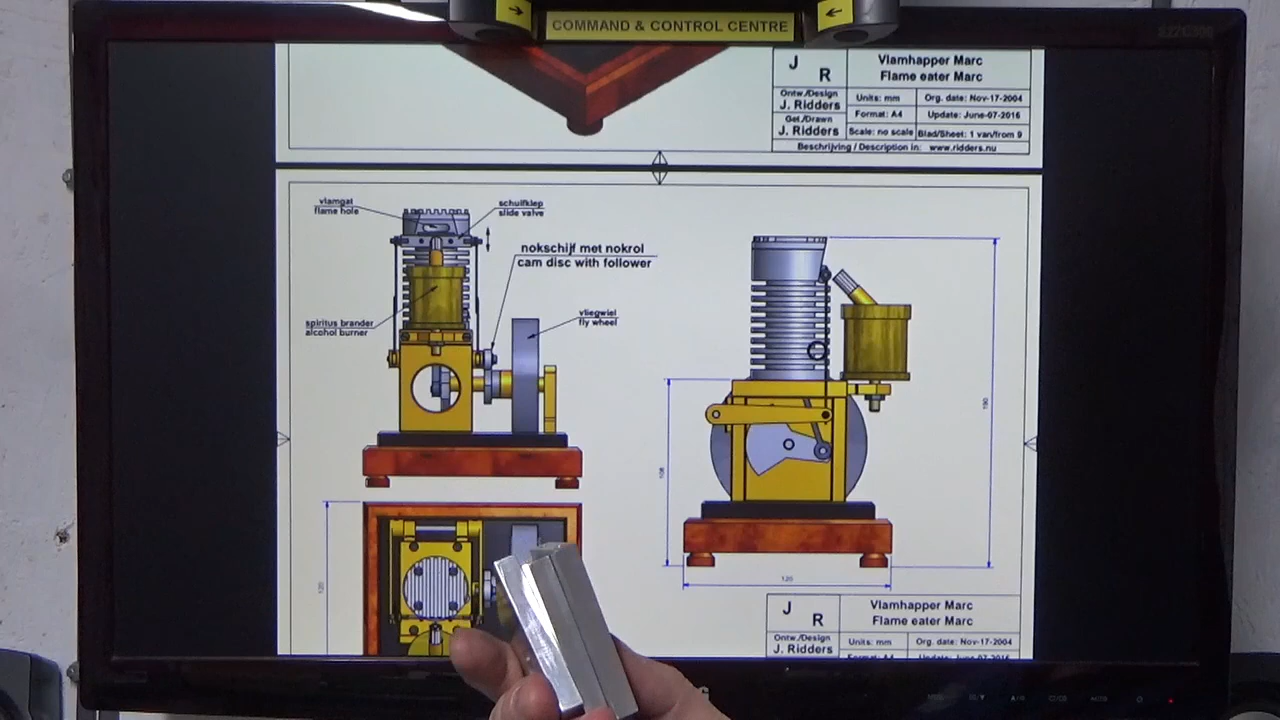 COMMAND & CONTROL CENTRE
J R
Vlamhapper Marc
Flame eater Marc
Ontw./Design
J. Ridders
Units: mm
Org. date: Nov-17-2004
Format: A4
Update: June-07-2016
Get./Drawn
J. Ridders
Scale: no scale
Blad/Sheet: 1 van/from 9
Beschrijving / Description in: www.ridders.nu
vlamgat
flame hole
schuifklep
slide valve
nokschijf met nokrol
cam disc with follower
spiritus brander
alcohol burner
vliegwiel
fly wheel
190
108
120
120
J R
Vlamhapper Marc
Flame eater Marc
Ontw./Design
J. Ridders
Units: mm
Org. date: Nov-17-2004